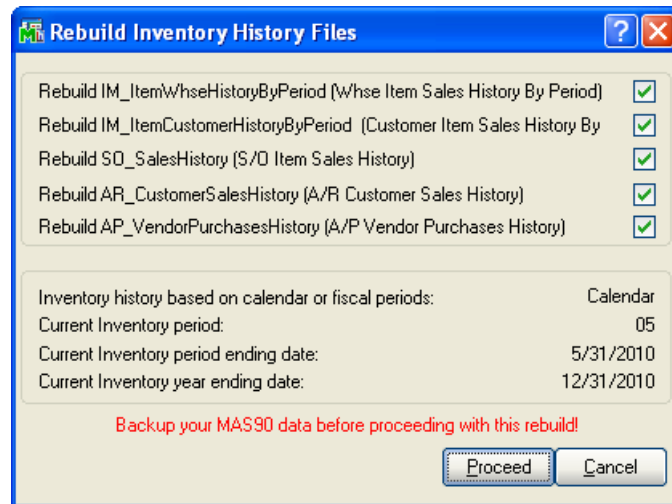 Rebuild Inventory History Files
Rebuild IM_ItemWhseHistoryByPeriod (Whse Item Sales History By Period)
Rebuild IM_ItemCustomerHistoryByPeriod (Customer Item Sales History By
Rebuild SO_SalesHistory (S/O Item Sales History)
Rebuild AR_CustomerSalesHistory (A/R Customer Sales History)
Rebuild AP_VendorPurchasesHistory (A/P Vendor Purchases History)
Inventory history based on calendar or fiscal periods: Calendar
Current Inventory period: 05
Current Inventory period ending date: 5/31/2010
Current Inventory year ending date: 12/31/2010
Backup your MAS90 data before proceeding with this rebuild!
Proceed Cancel